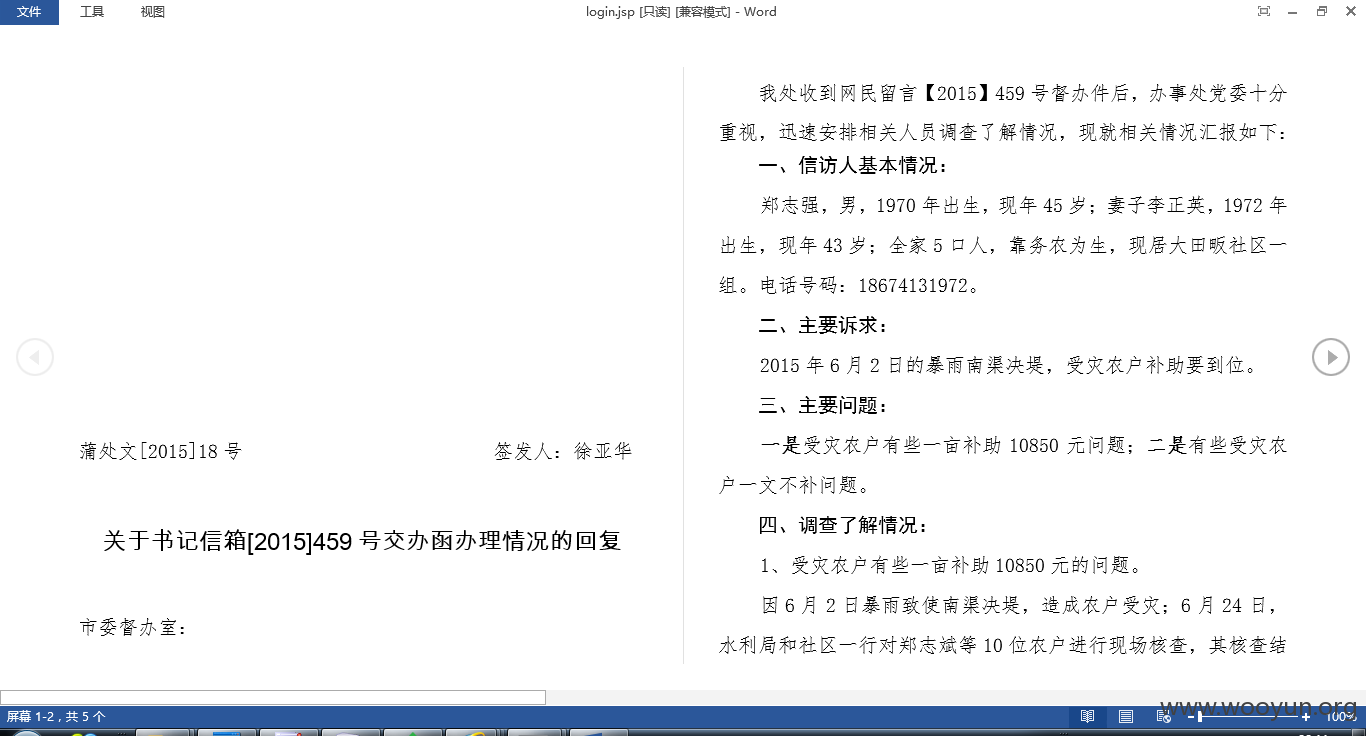 文件 工具 视图 login.jsp [只读] [兼容模式] - Word
蒲处文[2015]18 号 签发人：徐亚华
关于书记信箱[2015]459 号交办函办理情况的回复
市委督办室：
我处收到网民留言【2015】459 号督办件后，办事处党委十分
重视，迅速安排相关人员调查了解情况，现就相关情况汇报如下：
一、信访人基本情况：
郑志强，男，1970 年出生，现年 45 岁；妻子李正英，1972 年
出生，现年 43 岁；全家 5 口人，靠务农为生，现居大田畈社区一
组。电话号码：18674131972。
二、主要诉求：
2015 年 6 月 2 日的暴雨南渠决堤，受灾农户补助要到位。
三、主要问题：
一是受灾农户有些一亩补助 10850 元问题；二是有些受灾农
户一文不补问题。
四、调查了解情况：
1、受灾农户有些一亩补助 10850 元的问题。
因 6 月 2 日暴雨致使南渠决堤，造成农户受灾；6 月 24 日，
水利局和社区一行对郑志斌等 10 位农户进行现场核查，其核查结
屏幕 1-2，共 5 个 100%
www.wooyun.org